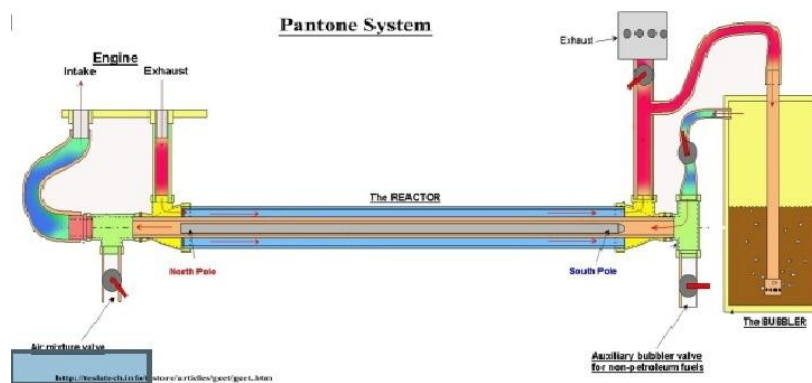 Pantone System
Engine
Intake
Exhaust
Exhaust
The REACTOR
North Pole
South Pole
The BUBBLER
Air mixture valve
Auxiliary bubbler valve
for non-petroleum fuels